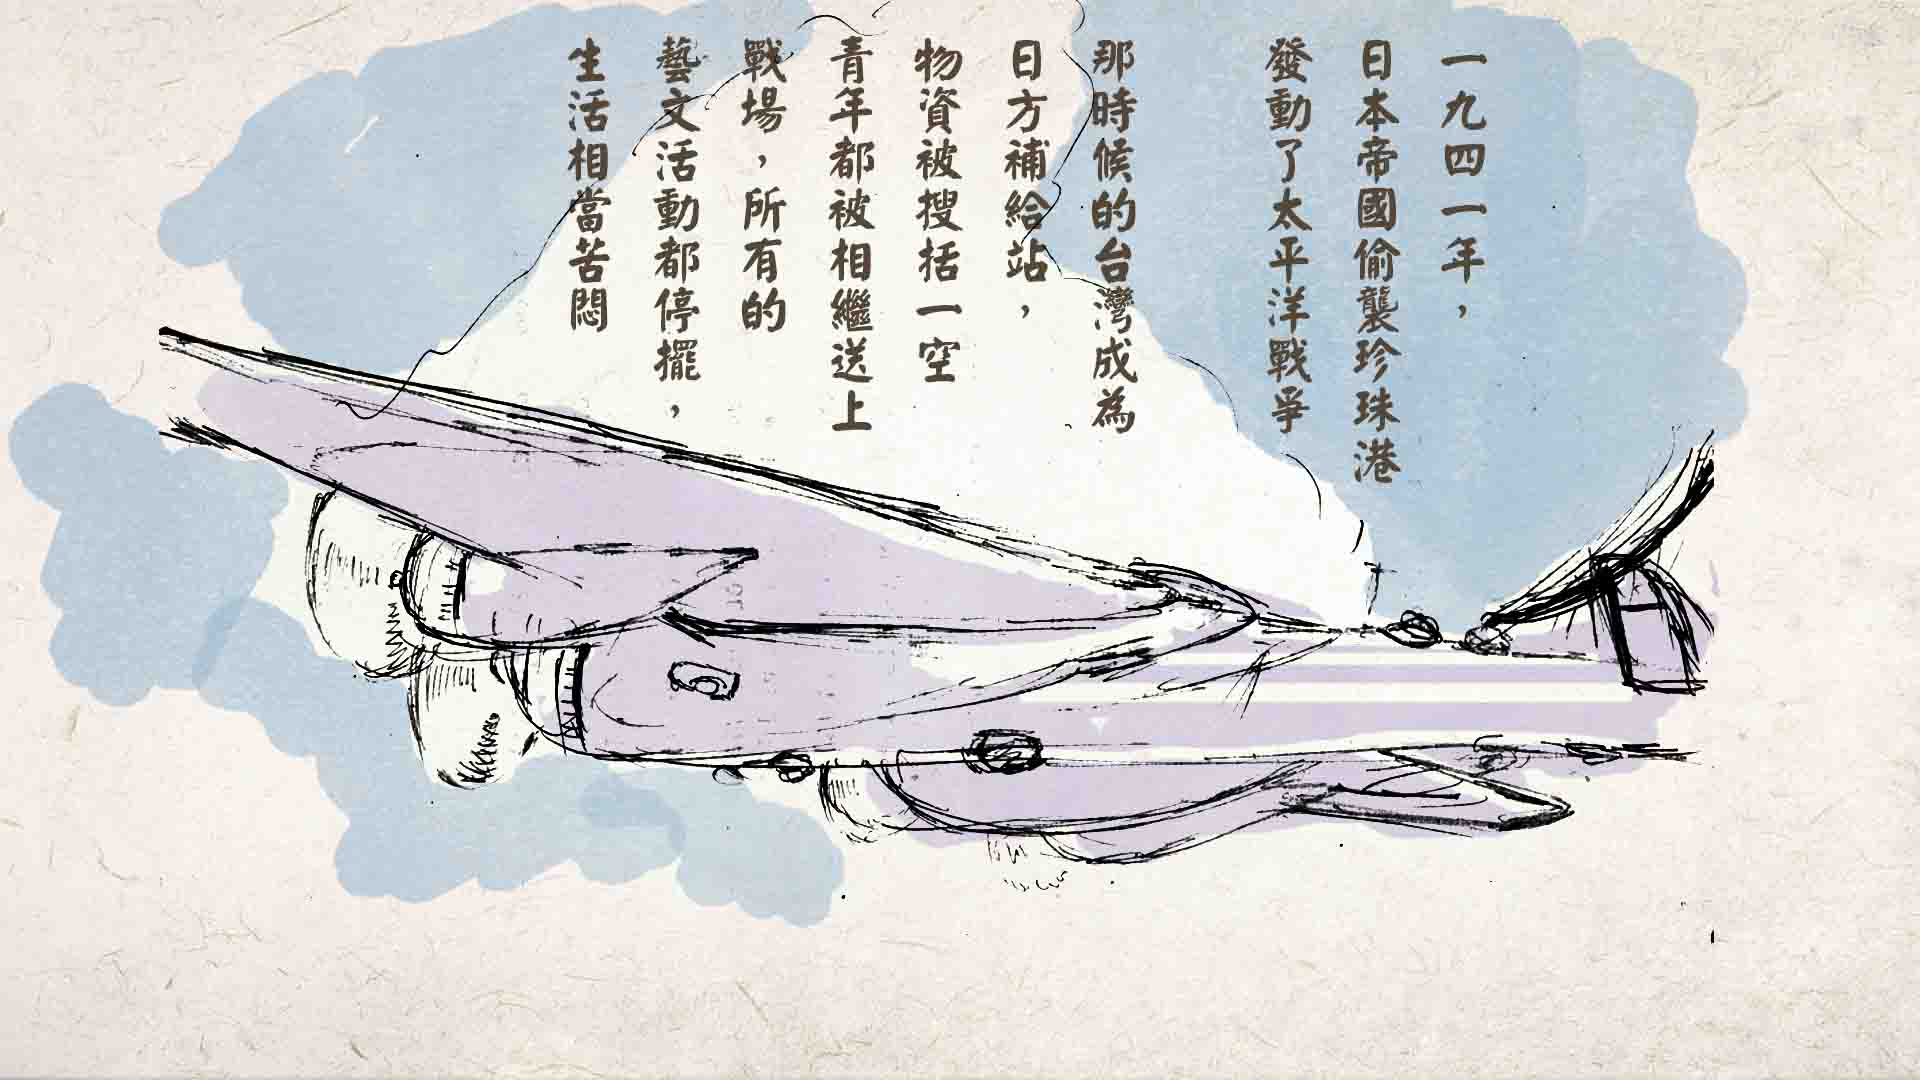 一九四一年，
日本帝國偷襲珍珠港
發動了太平洋戰爭
那時候的台灣成為
日方補給站，
物資被搜括一空
青年都被相繼送上
戰場，所有的
藝文活動都停擺，
生活相當苦悶